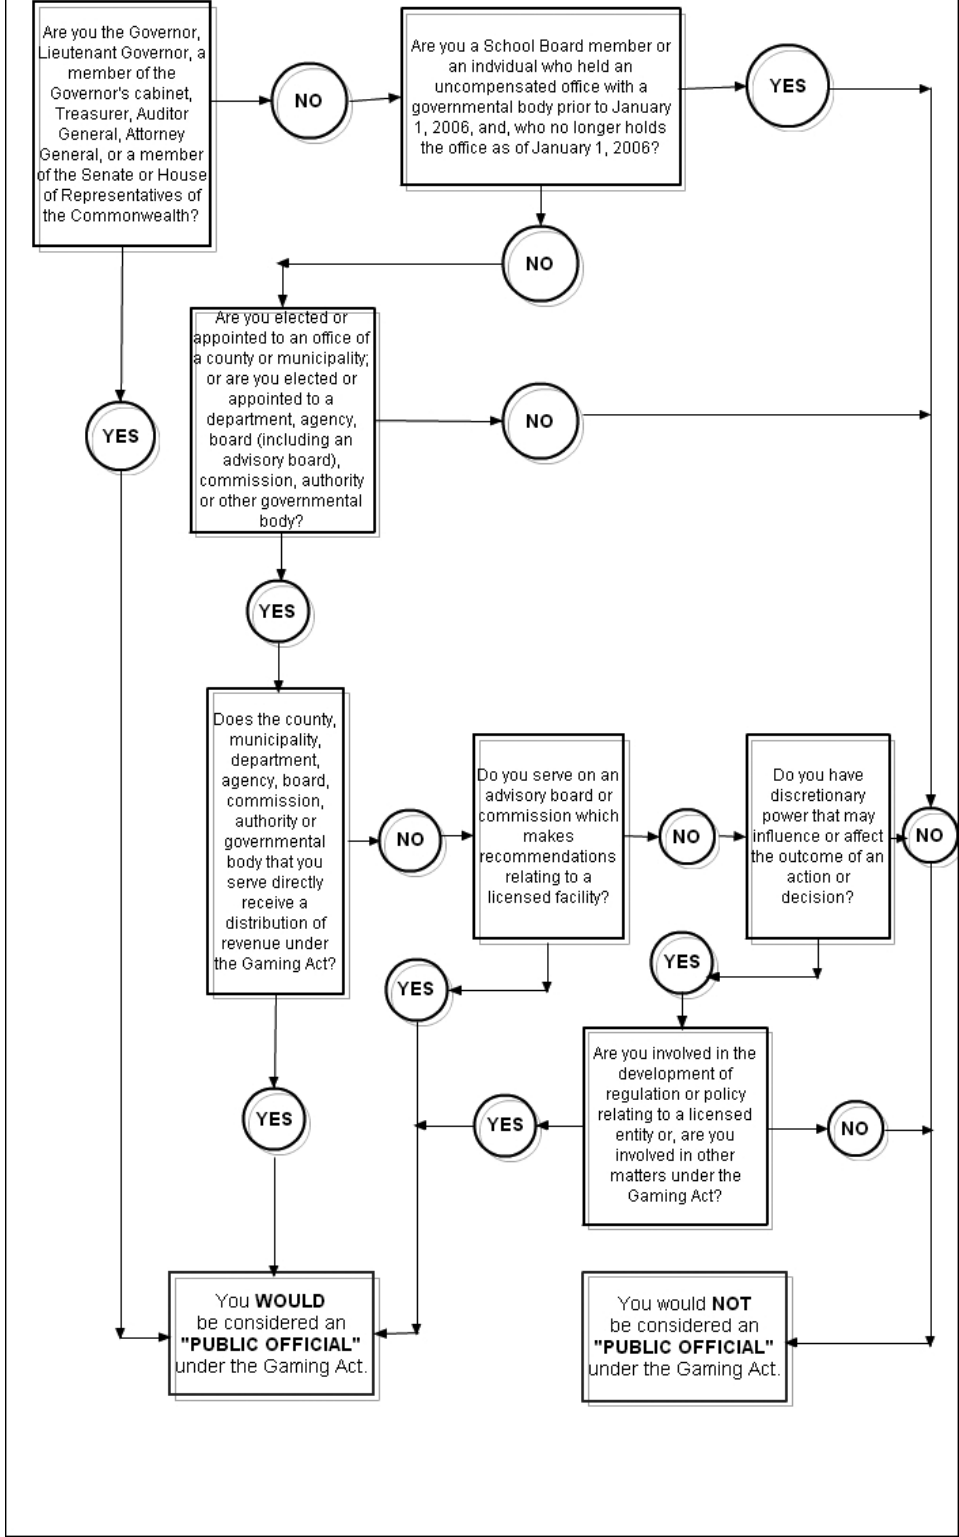 Are you the Governor,
Lieutenant Governor, a
member of the
Governor's cabinet,
Treasurer, Auditor
General, Attorney
General, or a member
of the Senate or House
of Representatives of
the Commonwealth?
NO
Are you a School Board member or
an indvidual who held an
uncompensated office with a
governmental body prior to January
1, 2006, and, who no longer holds
the office as of January 1, 2006?
YES
NO
Are you elected or
appointed to an office of
a county or municipality;
or are you elected or
appointed to a
department, agency,
board (including an
advisory board),
commission, authority
or other governmental
body?
NO
YES
YES
Does the county,
municipality,
department,
agency, board,
commission,
authority or
governmental
body that you
serve directly
receive a
distribution of
revenue under
the Gaming Act?
NO
Do you serve on an
advisory board or
commission which
makes
recommendations
relating to a
licensed facility?
NO
Do you have
discretionary
power that may
influence or affect
the outcome of an
action or
decision?
NO
YES
YES
Are you involved in the
development of
regulation or policy
relating to a licensed
entity or, are you
involved in other
matters under the
Gaming Act?
YES
YES
NO
You WOULD
be considered an
"PUBLIC OFFICIAL"
under the Gaming Act.
You would NOT
be considered an
"PUBLIC OFFICIAL"
under the Gaming Act.